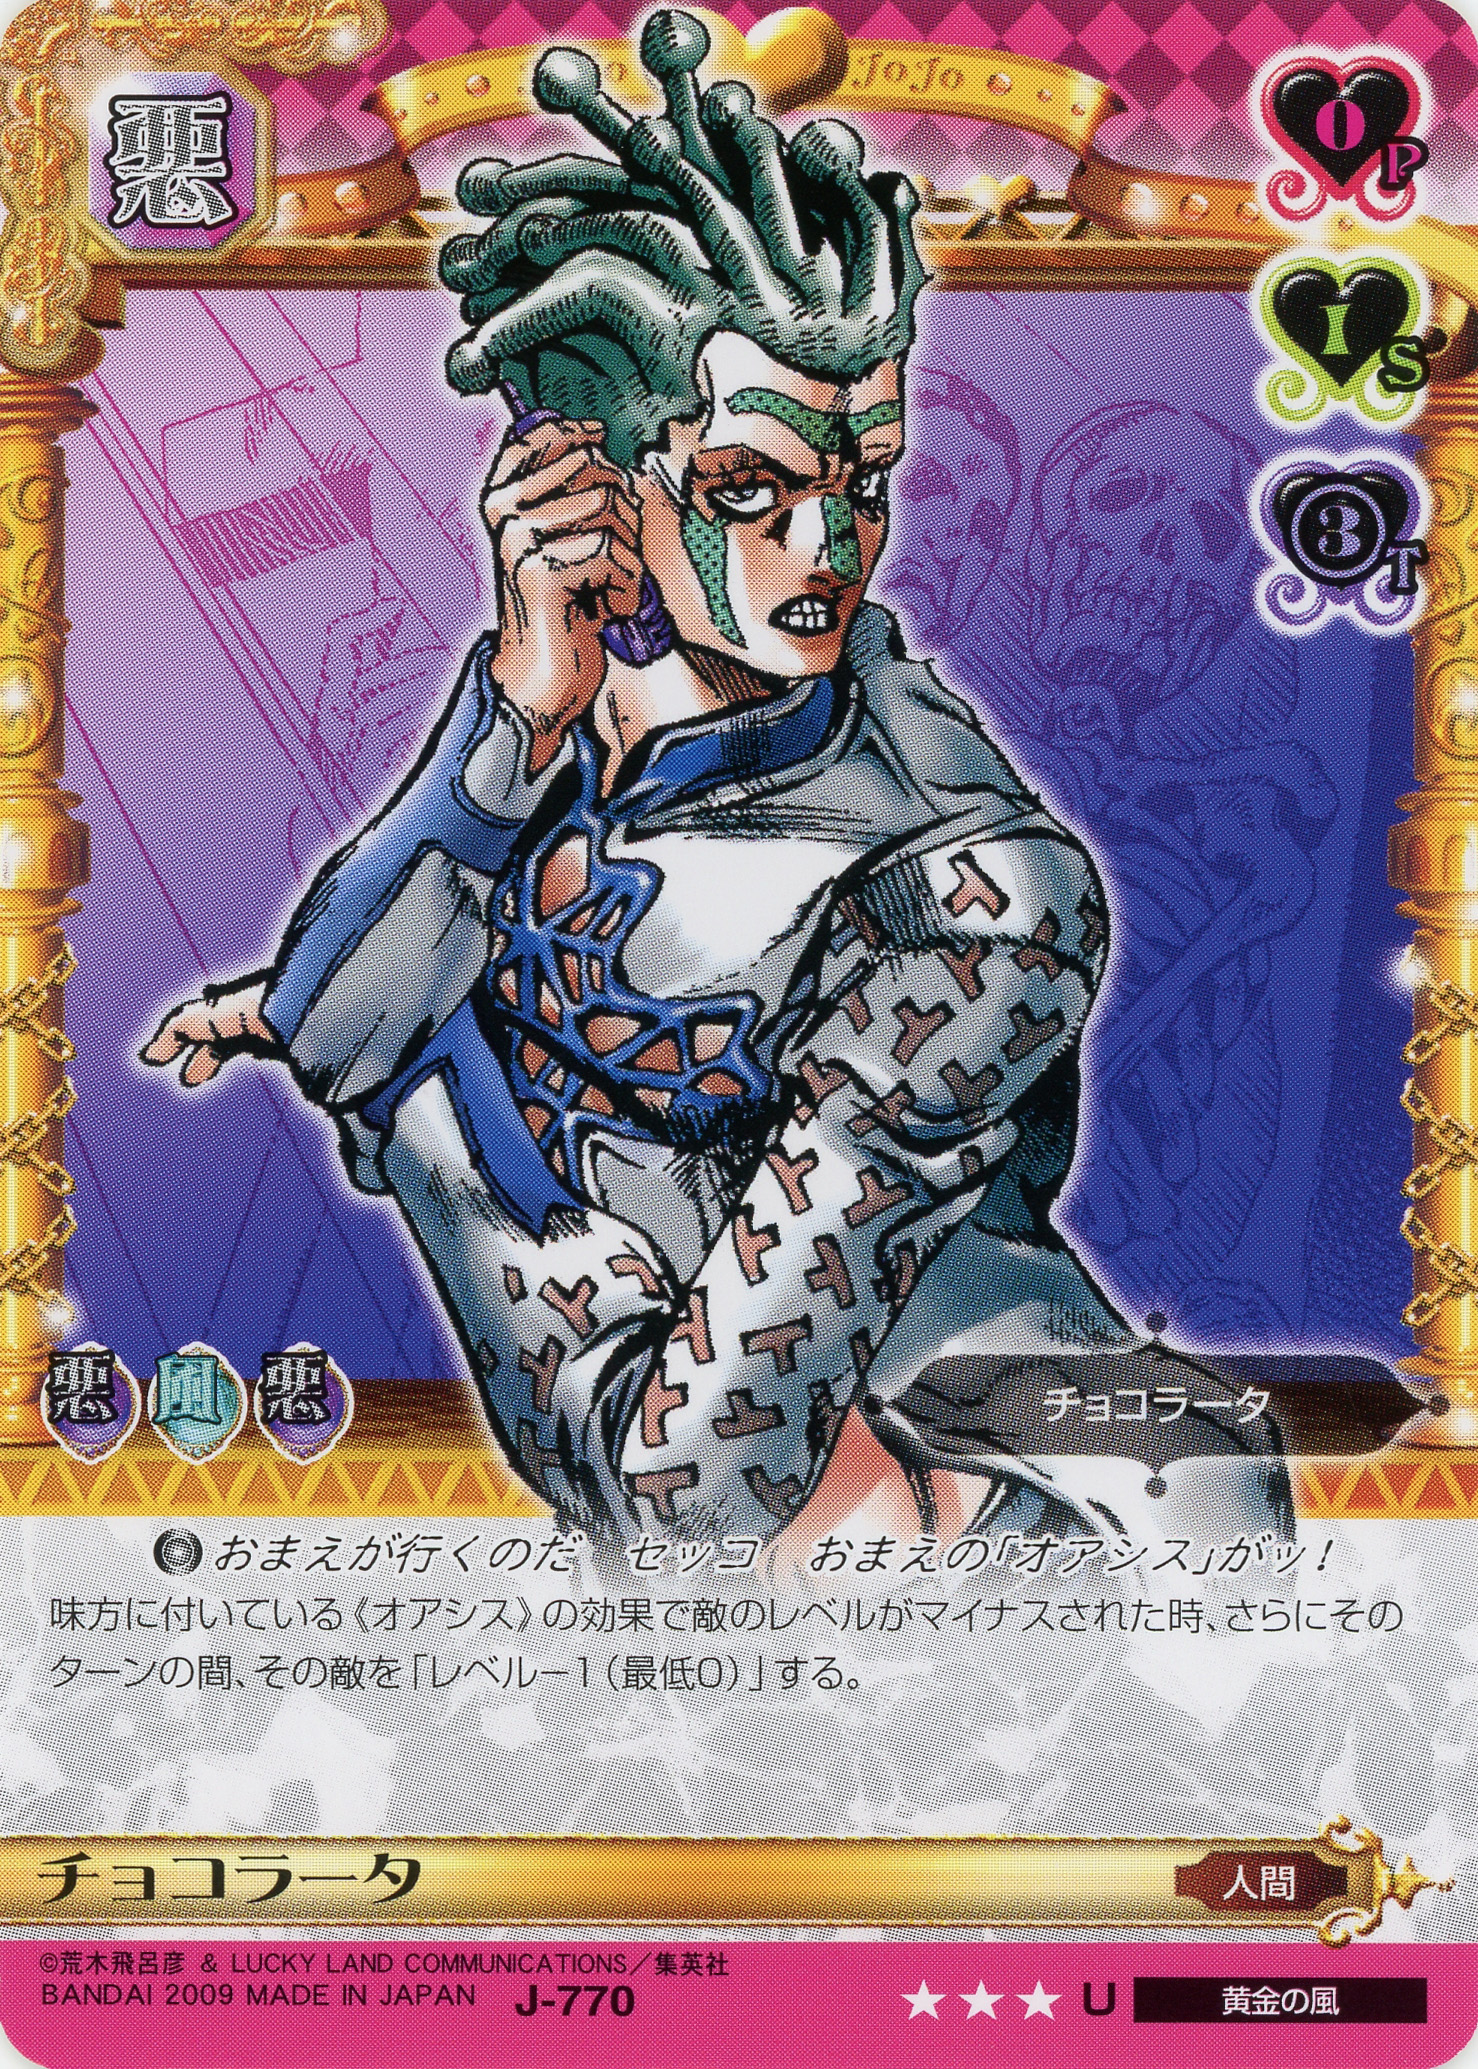 悪
JoJo
0 P
1 S
3 T
悪 闘 悪
チョコラータ
おまえが行くのだ セッコ おまえの「オアシス」がッ!
味方に付いている《オアシス》の効果で敵のレベルがマイナスされた時、さらにその
ターンの間、その敵を「レベル−1(最低0)」する。
チョコラータ
人間
©荒木飛呂彦 & LUCKY LAND COMMUNICATIONS/集英社
BANDAI 2009 MADE IN JAPAN J-770
★★★ U 黄金の風